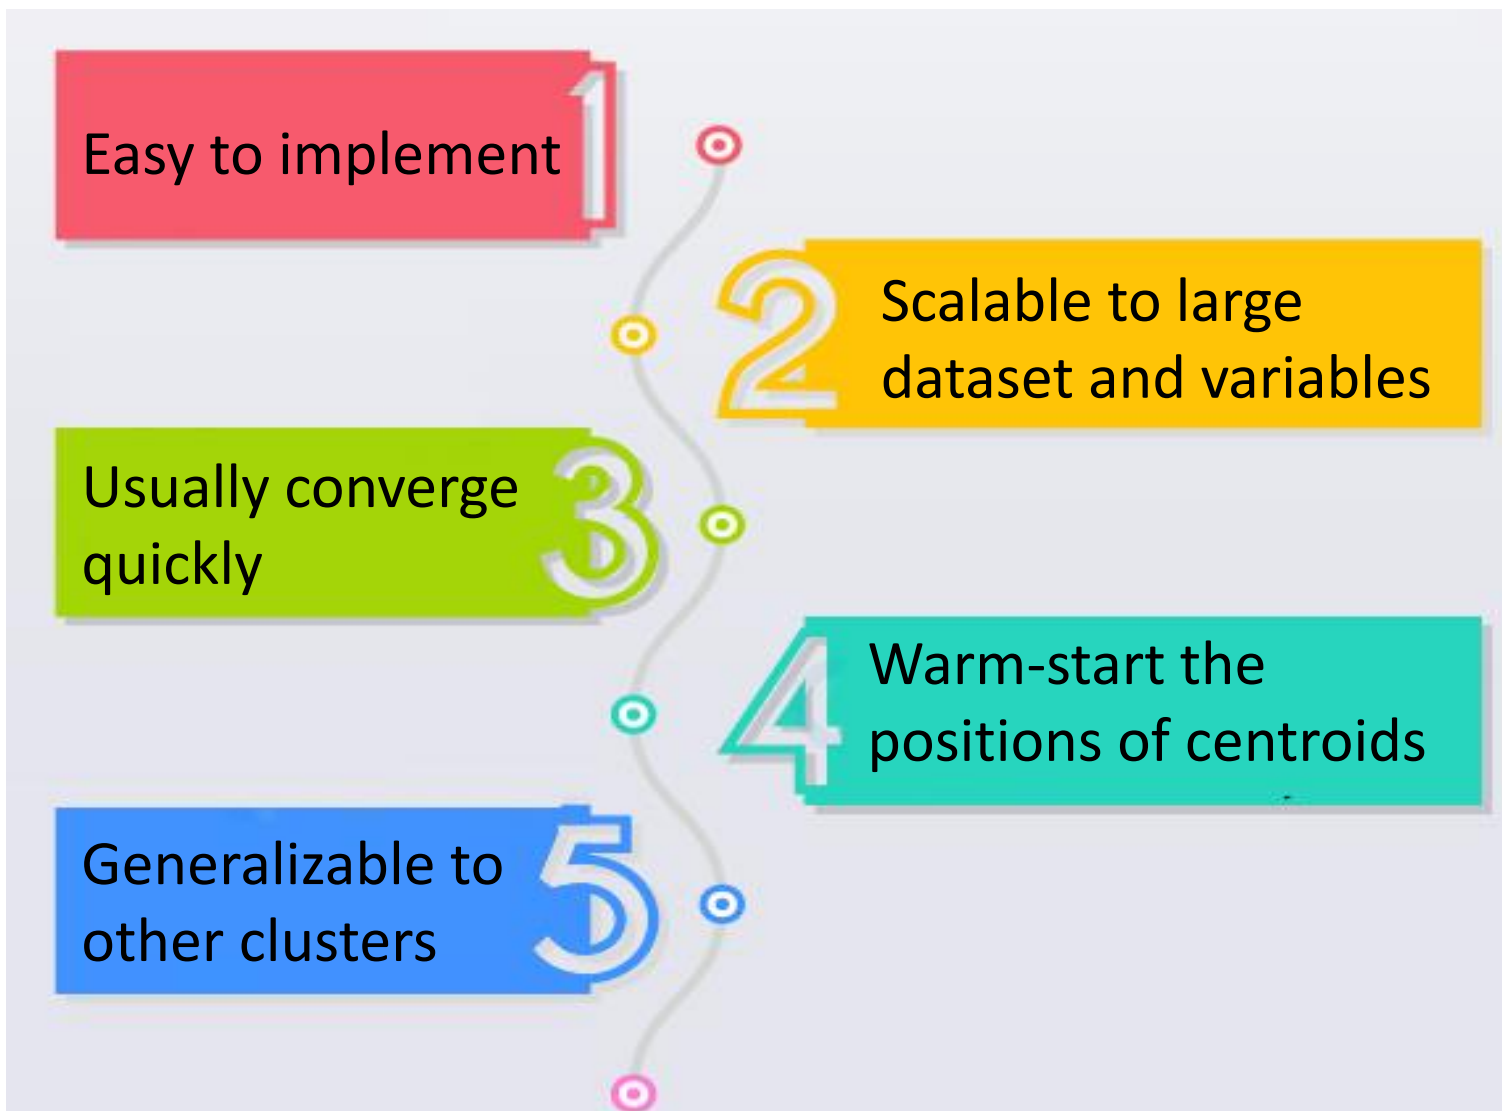 1
Easy to implement
2
Scalable to large
dataset and variables
3
Usually converge
quickly
4
Warm-start the
positions of centroids
5
Generalizable to
other clusters